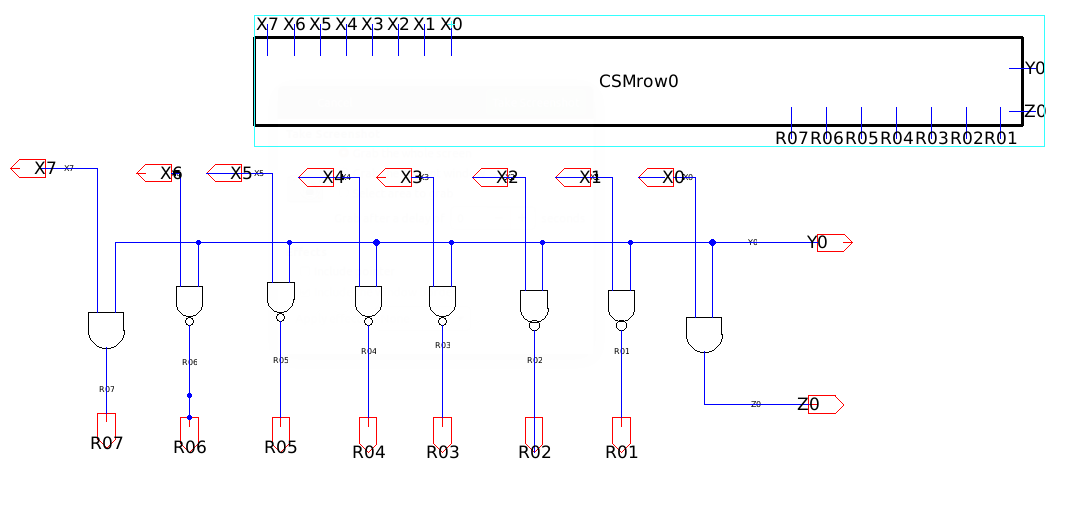 X7 X6 X5 X4 X3 X2 X1 X0
Y0
CSMrow0
Z0
R07 R06 R05 R04 R03 R02 R01
X7 X7 X6 X5 X5 X4 X4 X3 X3 X2 X1 X0 X0
Y0 Y0
R07 R06 R05 R04 R03 R02 R01
Z0 Z0
R07 R06 R05 R04 R03 R02 R01